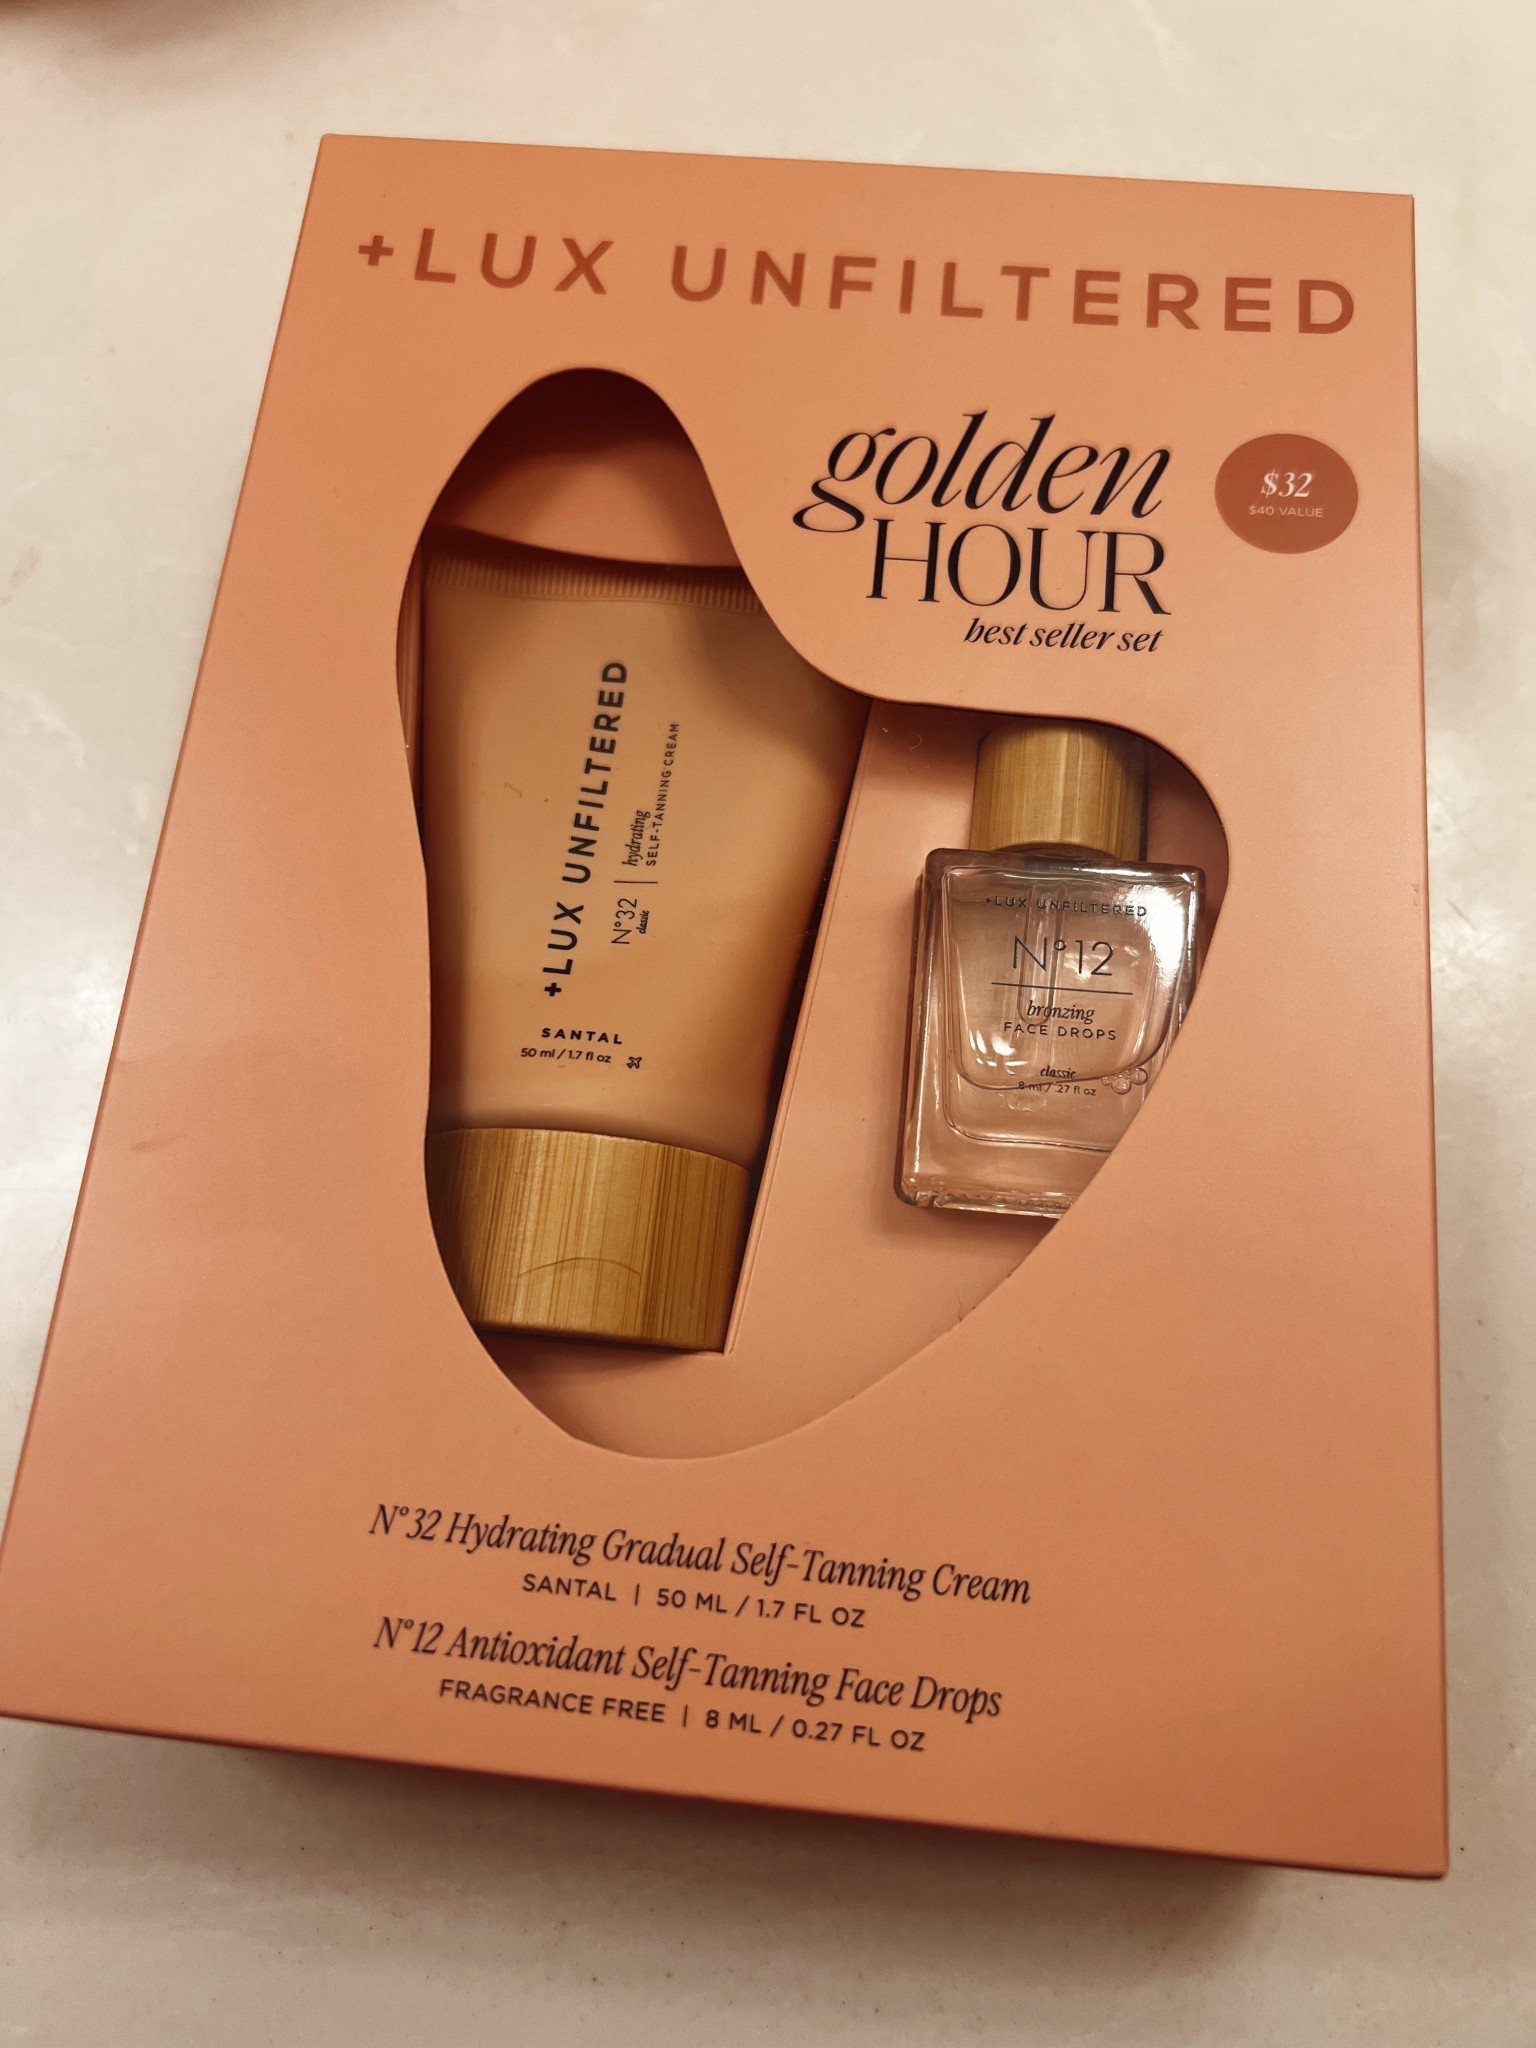 +LUX UNFILTERED
golden
HOUR
best seller set
$32
$40 VALUE
+LUX UNFILTERED
N°32
classic
hydrating
SELF-TANNING CREAM
SANTAL
50 ml / 1.7 fl oz
+LUX UNFILTERED
N°12
bronzing
FACE DROPS
classic
8 ml / .27 fl oz
N°32 Hydrating Gradual Self-Tanning Cream
SANTAL | 50 ML / 1.7 FL OZ
N°12 Antioxidant Self-Tanning Face Drops
FRAGRANCE FREE | 8 ML / 0.27 FL OZ